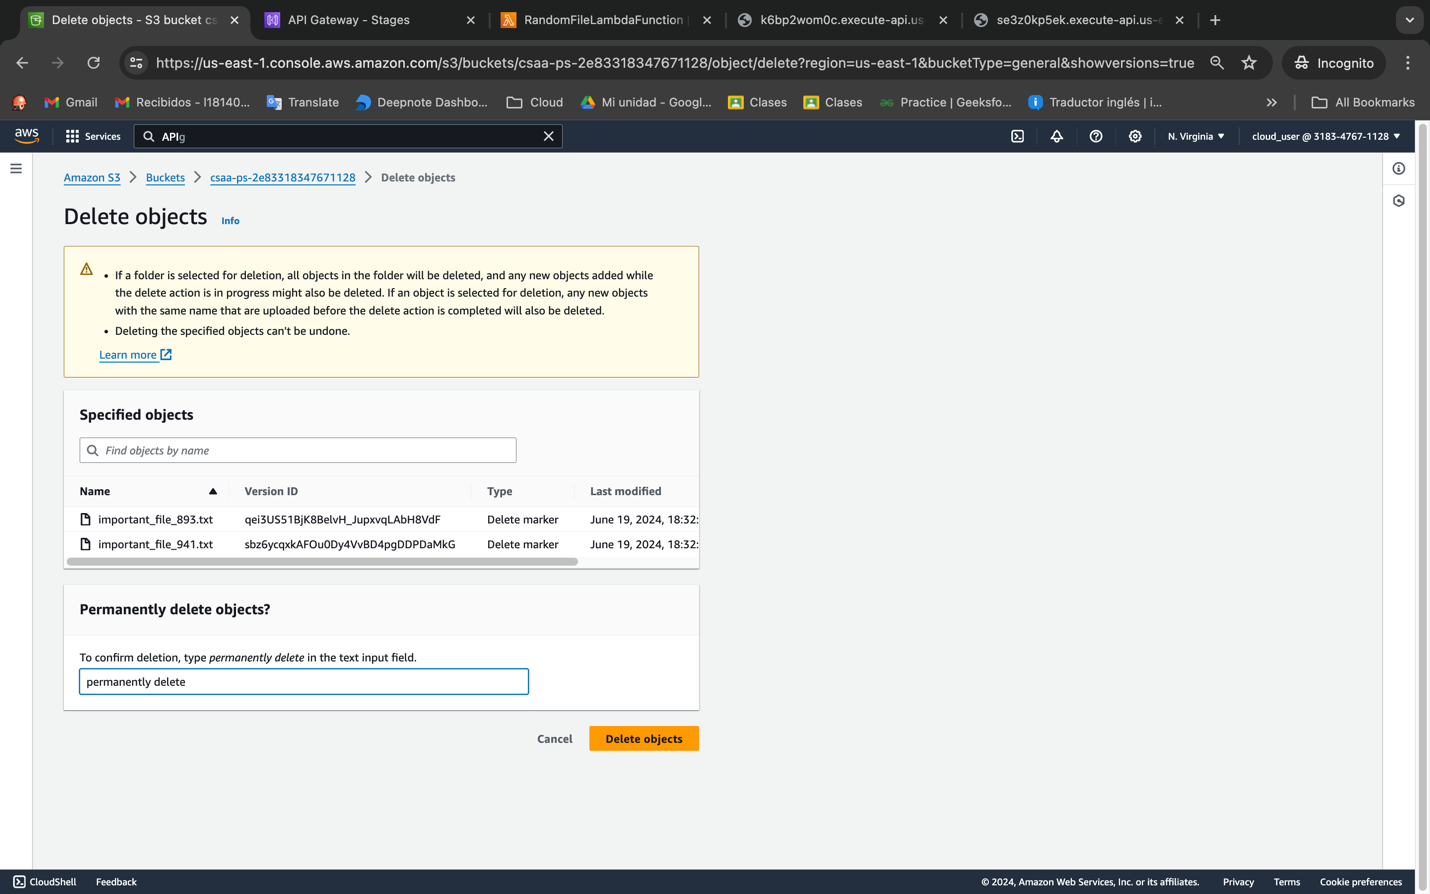 Delete objects - S3 bucket cs
API Gateway - Stages
RandomFileLambdaFunction
k6bp2wom0c.execute-api.us-
se3z0kp5ek.execute-api.us-e
https://us-east-1.console.aws.amazon.com/s3/buckets/csaa-ps-2e83318347671128/object/delete?region=us-east-1&bucketType=general&showversions=true
Incognito
Gmail
Recibidos - l18140...
Translate
Deepnote Dashbo...
Cloud
Mi unidad - Googl...
Clases
Clases
Practice | Geeksfo...
Traductor inglés | i...
All Bookmarks
aws
Services
APIg
N. Virginia
cloud_user @ 3183-4767-1128
Amazon S3
Buckets
csaa-ps-2e83318347671128
Delete objects
Delete objects
Info
• If a folder is selected for deletion, all objects in the folder will be deleted, and any new objects added while
the delete action is in progress might also be deleted. If an object is selected for deletion, any new objects
with the same name that are uploaded before the delete action is completed will also be deleted.
• Deleting the specified objects can't be undone.
Learn more
Specified objects
Find objects by name
Name Version ID Type Last modified
important_file_893.txt qei3US51BjK8BelvH_JupxvqLAbH8VdF Delete marker June 19, 2024, 18:32:
important_file_941.txt sbz6ycqxkAFOu0Dy4VvBD4pgDDPDaMkG Delete marker June 19, 2024, 18:32:
Permanently delete objects?
To confirm deletion, type permanently delete in the text input field.
permanently delete
Cancel
Delete objects
CloudShell
Feedback
© 2024, Amazon Web Services, Inc. or its affiliates.
Privacy
Terms
Cookie preferences